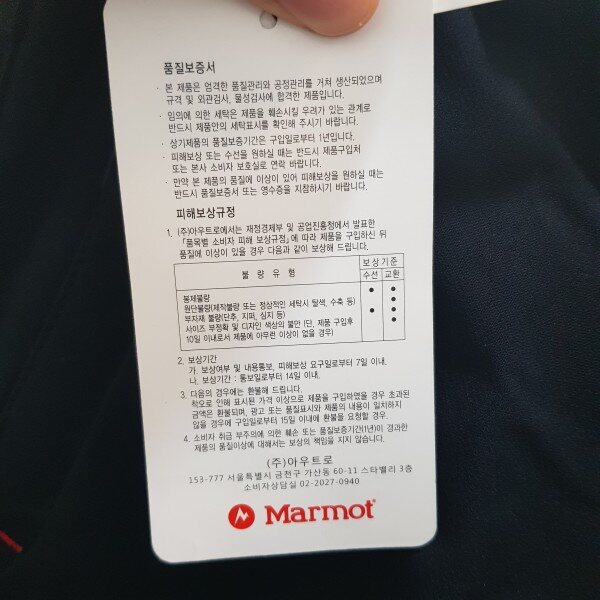 품질보증서
· 본 제품은 엄격한 품질관리와 공정관리를 거쳐 생산되었으며
규격 및 외관검사, 물성검사에 합격한 제품입니다.
· 임의에 의한 세탁은 제품을 훼손시킬 우려가 있는 관계로
반드시 제품안의 세탁표시를 확인해 주시기 바랍니다.
· 상기제품의 품질보증기간은 구입일로부터 1년입니다.
· 피해보상 또는 수선을 원하실 때는 반드시 제품구입처
또는 본사 소비자 보호실로 연락 바랍니다.
· 만약 본 제품의 품질에 이상이 있어 피해보상을 원하실 때는
반드시 품질보증서 또는 영수증을 지참하시기 바랍니다.
피해보상규정
1. (주)아우트로에서는 재정경제부 및 공업진흥청에서 발표한
「품목별 소비자 피해 보상규정」에 따라 제품을 구입하신 뒤
품질에 이상이 있을 경우 다음과 같이 보상해 드립니다.
불 량 유 형 보상기준
수선 교환
봉제불량 ● ●
원단불량(제작불량 또는 정상적인 세탁시 탈색, 수축 등) ●
부자재 불량(단추, 지퍼, 심지 등) ● ●
사이즈 부정확 및 디자인 색상의 불만 (단, 제품 구입후 ●
10일 이내로서 제품에 아무런 이상이 없을 경우)
2. 보상기간
가. 보상여부 및 내용통보, 피해보상 요구일로부터 7일 이내.
나. 보상기간 : 통보일로부터 14일 이내.
3. 다음의 경우에는 환불해 드립니다.
착오로 인해 표시된 가격 이상으로 제품을 구입하였을 경우 초과된
금액은 환불되며, 광고 또는 품질표시와 제품의 내용이 일치하지
않을 경우에 구입일로부터 15일 이내에 환불을 요청할 경우.
4. 소비자 취급 부주의에 의한 훼손 또는 품질보증기간(1년)이 경과한
제품의 품질이상에 대해서는 보상의 책임을 지지 않습니다.
(주)아우트로
153-777 서울특별시 금천구 가산동 60-11 스타밸리 3층
소비자상담실 02-2027-0940
Marmot